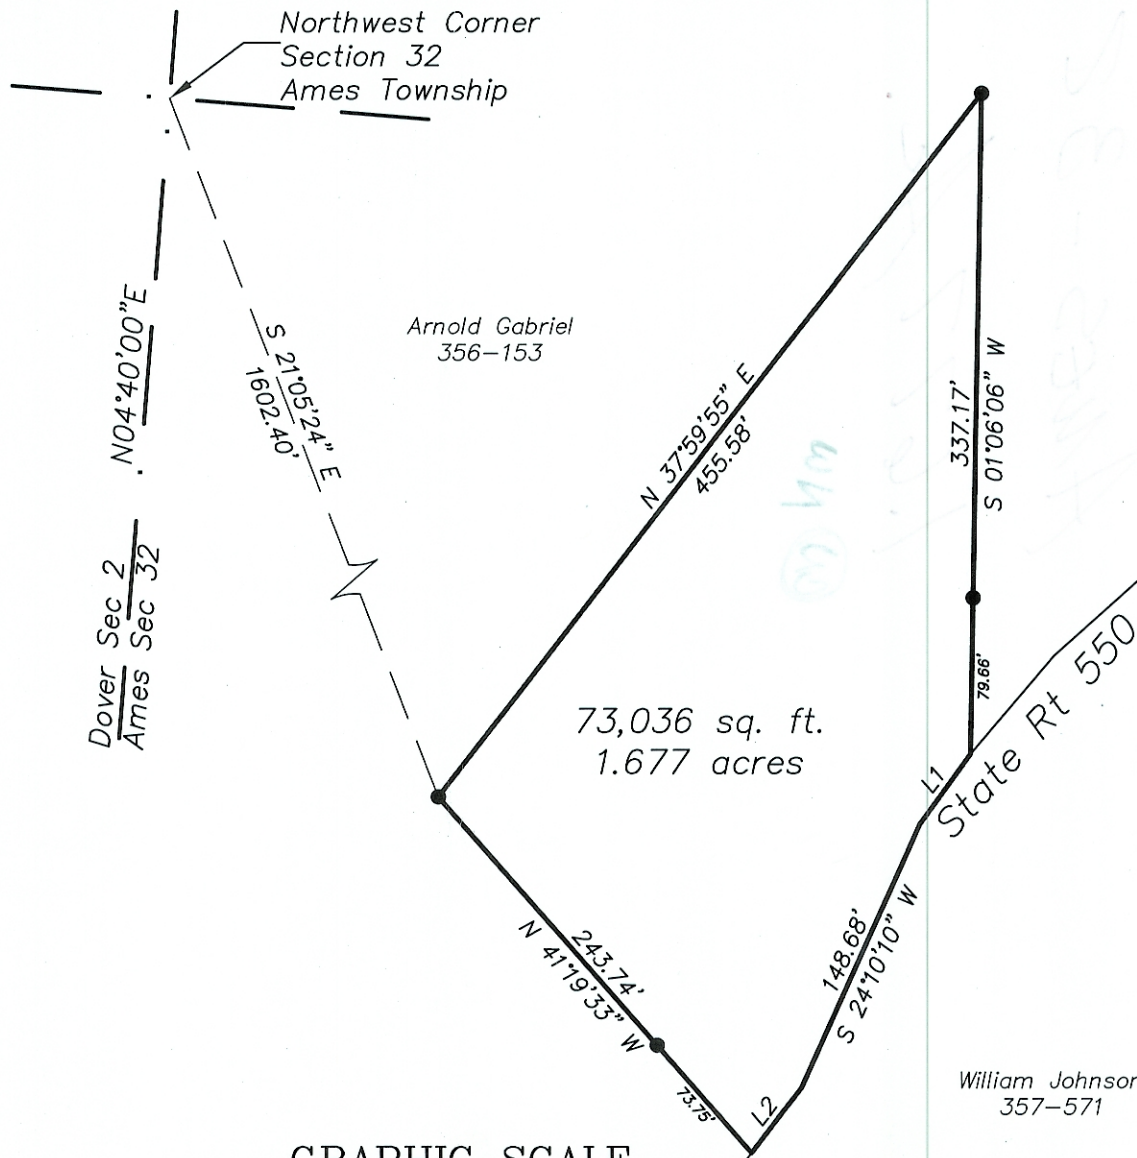 Northwest Corner
Section 32
Ames Township
N04°40'00"E
S 21°05'24" E
1602.40'
Arnold Gabriel
356-153
N 37°59'55" E
455.58'
337.17'
S 01°06'06" W
Dover Sec 2
Ames Sec 32
79.66'
State Rt 550
73,036 sq. ft.
1.677 acres
L1
243.74'
N 41°19'33" W
148.68'
S 24°10'10" W
73.75'
L2
William Johnson
357-571
GRAPHIC SCALE